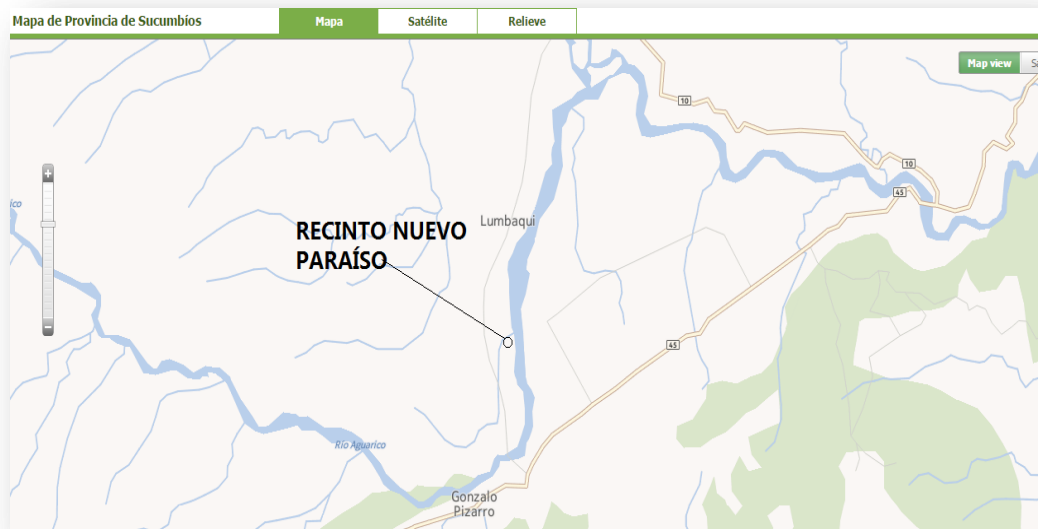 Mapa de Provincia de Sucumbíos
Mapa
Satélite
Relieve
Map view
10
10
45
Lumbaqui
RECINTO NUEVO
PARAÍSO
45
Río Aguarico
Gonzalo
Pizarro